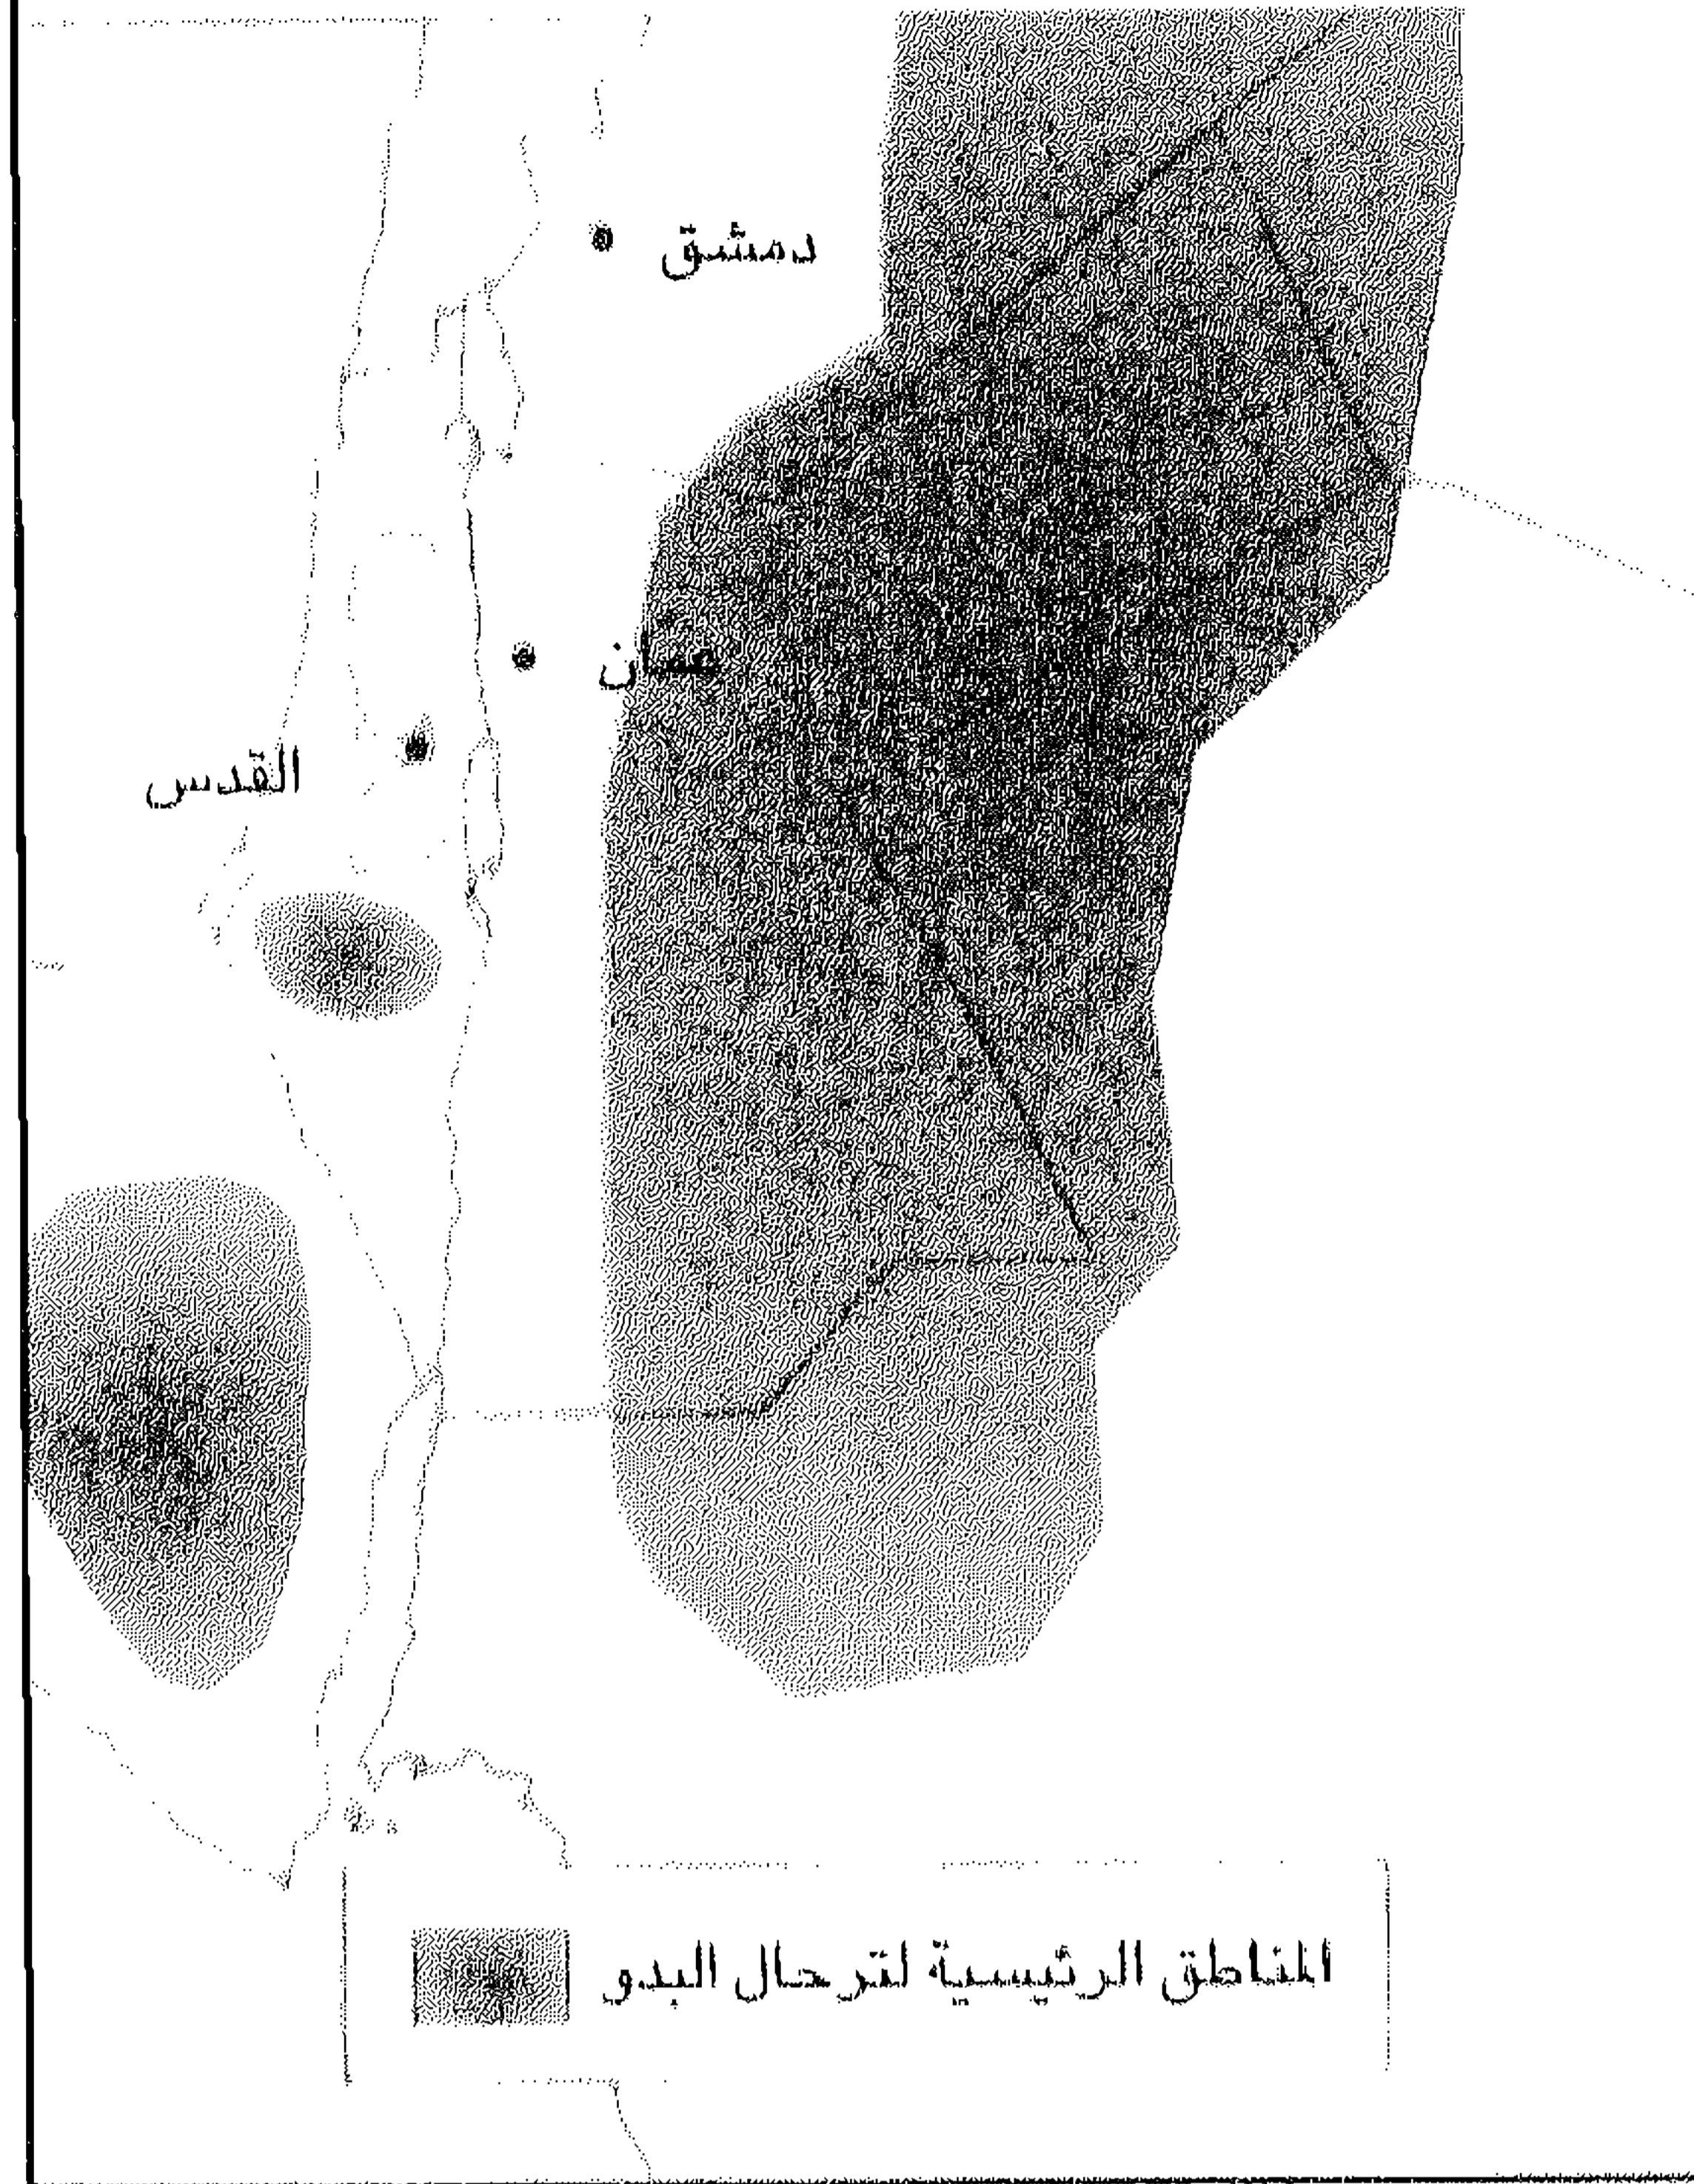 دمشق
عمان
القدس
المناطق الرئيسية لترحال البدو